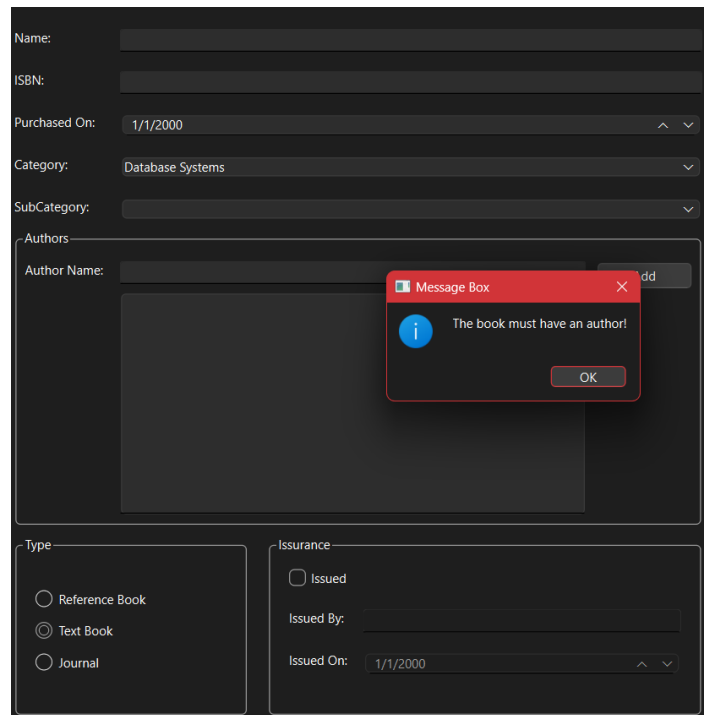 Name:
ISBN:
Purchased On: 1/1/2000
Category: Database Systems
SubCategory:
Authors
Author Name:
dd
Message Box
The book must have an author!
OK
Type
Reference Book
Text Book
Journal
Issurance
Issued
Issued By:
Issued On: 1/1/2000